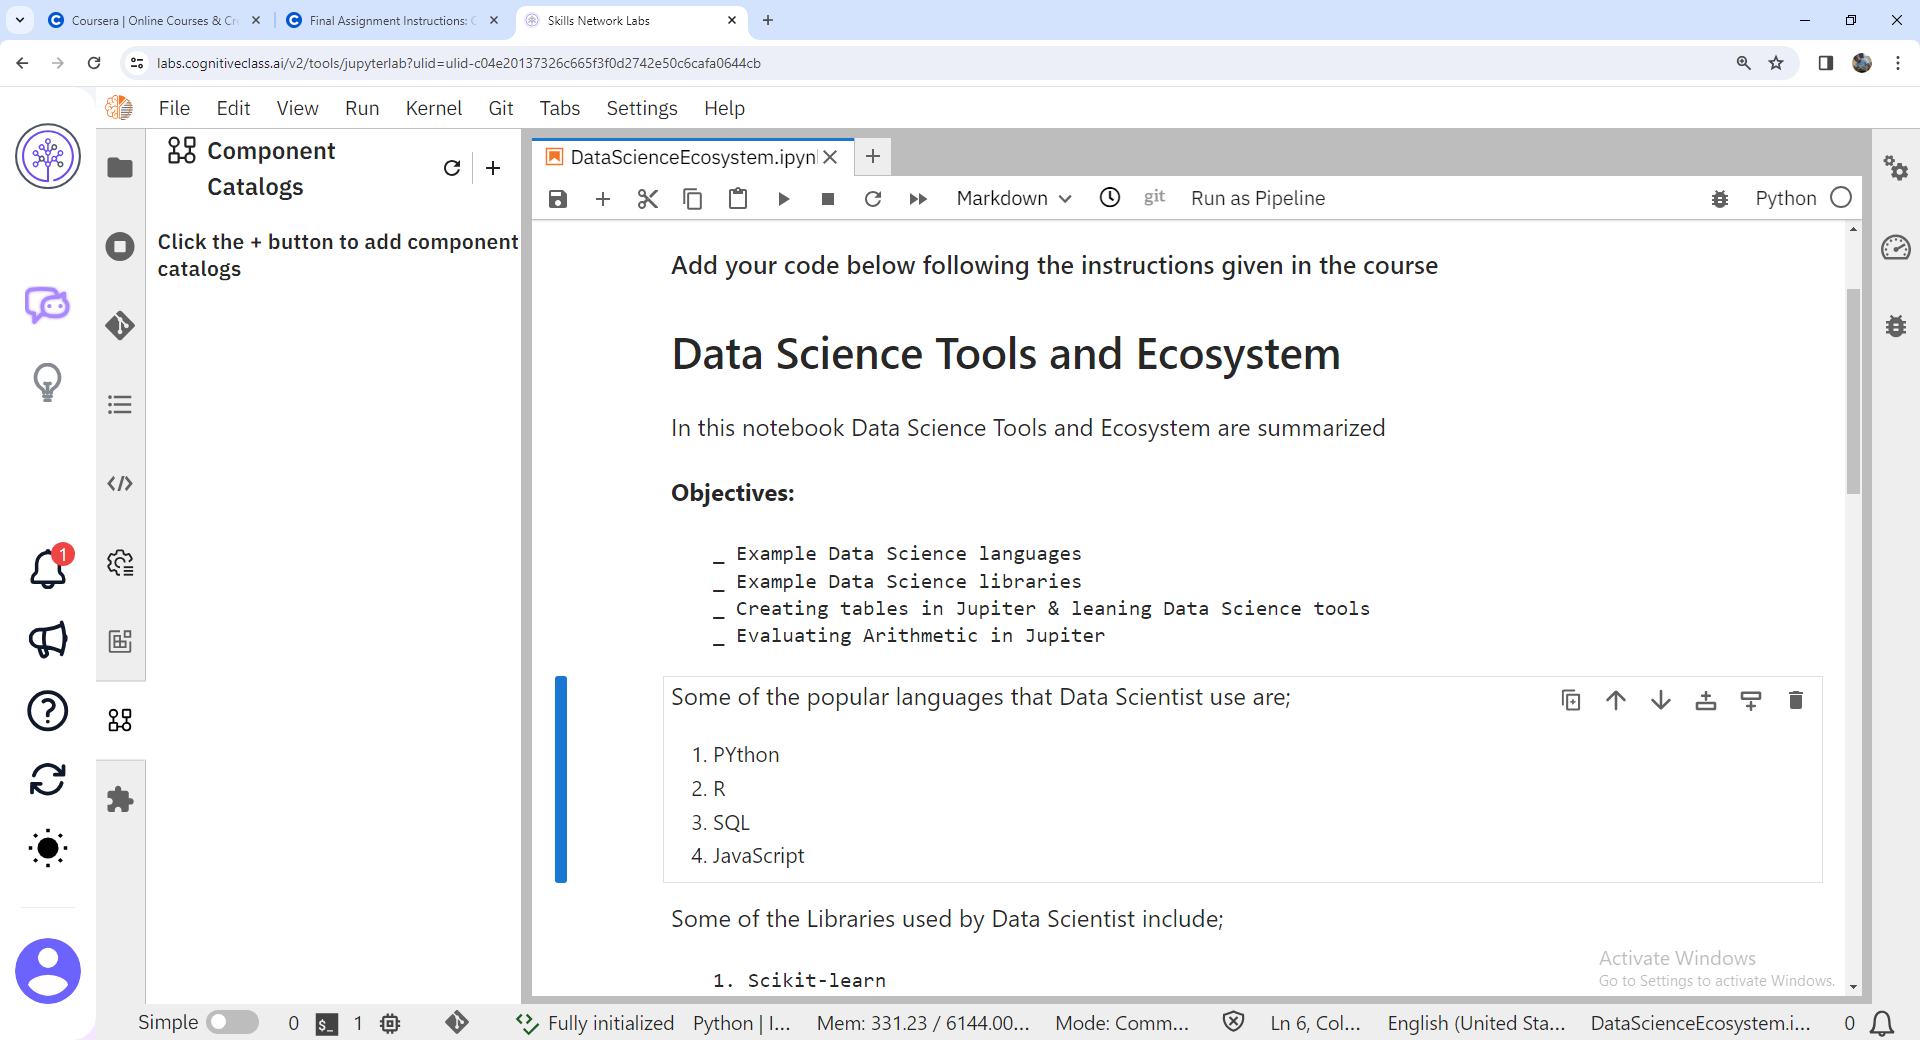 Coursera | Online Courses & Cr
Final Assignment Instructions: C
Skills Network Labs
labs.cognitiveclass.ai/v2/tools/jupyterlab?ulid=ulid-c04e20137326c665f3f0d2742e50c6cafa0644cb
File Edit View Run Kernel Git Tabs Settings Help
Component
Catalogs
Click the + button to add component
catalogs
DataScienceEcosystem.ipyn
Markdown git Run as Pipeline Python
Add your code below following the instructions given in the course
Data Science Tools and Ecosystem
In this notebook Data Science Tools and Ecosystem are summarized
Objectives:
_ Example Data Science languages
_ Example Data Science libraries
_ Creating tables in Jupiter & leaning Data Science tools
_ Evaluating Arithmetic in Jupiter
Some of the popular languages that Data Scientist use are;
1. PYthon
2. R
3. SQL
4. JavaScript
Some of the Libraries used by Data Scientist include;
1. Scikit-learn
Activate Windows
Go to Settings to activate Windows.
1
Simple 0 $_ 1 Fully initialized Python | I... Mem: 331.23 / 6144.00... Mode: Comm... Ln 6, Col... English (United Sta... DataScienceEcosystem.i... 0